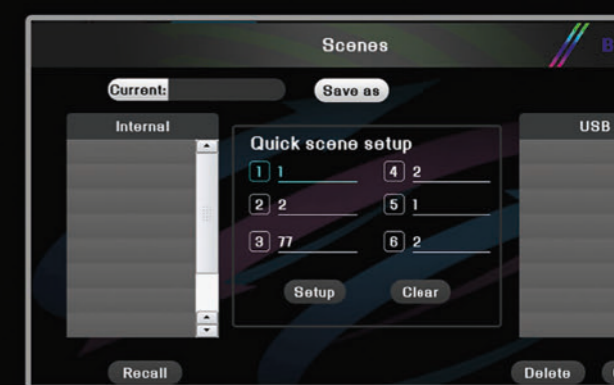 Scenes
B
Current:
Save as
Internal
Quick scene setup
USB
1 1
4 2
2 2
5 1
3 77
6 2
Setup
Clear
Recall
Delete